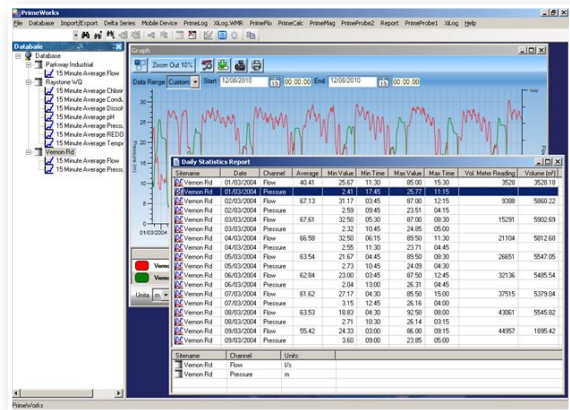 PrimeWorks
File Database Import/Export Delta Series Mobile Device PrimeLog XiLog.WMR PrimeFlo PrimeCalc PrimeMag PrimeProbe2 Report PrimeProbe1 XiLog Help
Database
Database
Parkway Industrial
15 Minute Average Flow
Raystone WQ
15 Minute Average Chlorin
15 Minute Average Condu
15 Minute Average Dissol
15 Minute Average pH
15 Minute Average Pressu
15 Minute Average REDO
15 Minute Average Tempe
Vernon Rd
15 Minute Average Flow
15 Minute Average Pressu
Graph
Zoom Out 10%
Data Range Custom Start 12/08/2010 00:00:00 End 12/08/2010 00:00:00
Pressure (m)
30
25
20
15
10
5
0
01/03/2004
Units m
Daily Statistics Report
Sitename Date Channel Average Min Value Min Time Max Value Max Time Vol. Meter Reading Volume (m³)
Vernon Rd 01/03/2004 Flow 40.41 25.67 11:30 85.00 15:30 3528 3528.18
Vernon Rd 01/03/2004 Pressure 2.41 17:45 25.77 11:15
Vernon Rd 02/03/2004 Flow 67.13 31.17 03:45 87.00 12:15 9388 5860.22
Vernon Rd 02/03/2004 Pressure 2.59 09:45 23.51 04:15
Vernon Rd 03/03/2004 Flow 67.61 32.50 05:30 87.00 08:30 15291 5902.69
Vernon Rd 03/03/2004 Pressure 2.32 10:45 24.85 05:00
Vernon Rd 04/03/2004 Flow 66.58 32.50 06:15 89.50 11:30 21104 5812.68
Vernon Rd 04/03/2004 Pressure 2.55 11:30 23.71 04:45
Vernon Rd 05/03/2004 Flow 63.54 21.67 04:45 89.50 08:30 26651 5547.05
Vernon Rd 05/03/2004 Pressure 2.73 10:45 24.09 04:30
Vernon Rd 06/03/2004 Flow 62.84 23.00 03:45 87.50 12:45 32136 5485.54
Vernon Rd 06/03/2004 Pressure 2.04 13:00 26.31 04:45
Vernon Rd 07/03/2004 Flow 61.62 27.17 04:30 85.50 15:00 37515 5379.04
Vernon Rd 07/03/2004 Pressure 3.15 12:45 26.16 04:00
Vernon Rd 08/03/2004 Flow 63.53 18.83 04:30 92.50 08:00 43061 5545.82
Vernon Rd 08/03/2004 Pressure 2.71 10:30 26.14 03:15
Vernon Rd 09/03/2004 Flow 55.42 24.33 03:00 86.00 09:15 44957 1895.42
Vernon Rd 09/03/2004 Pressure 3.60 09:00 23.85 05:00
Sitename Channel Units:
Vernon Rd Flow l/s
Vernon Rd Pressure m
PrimeWorks